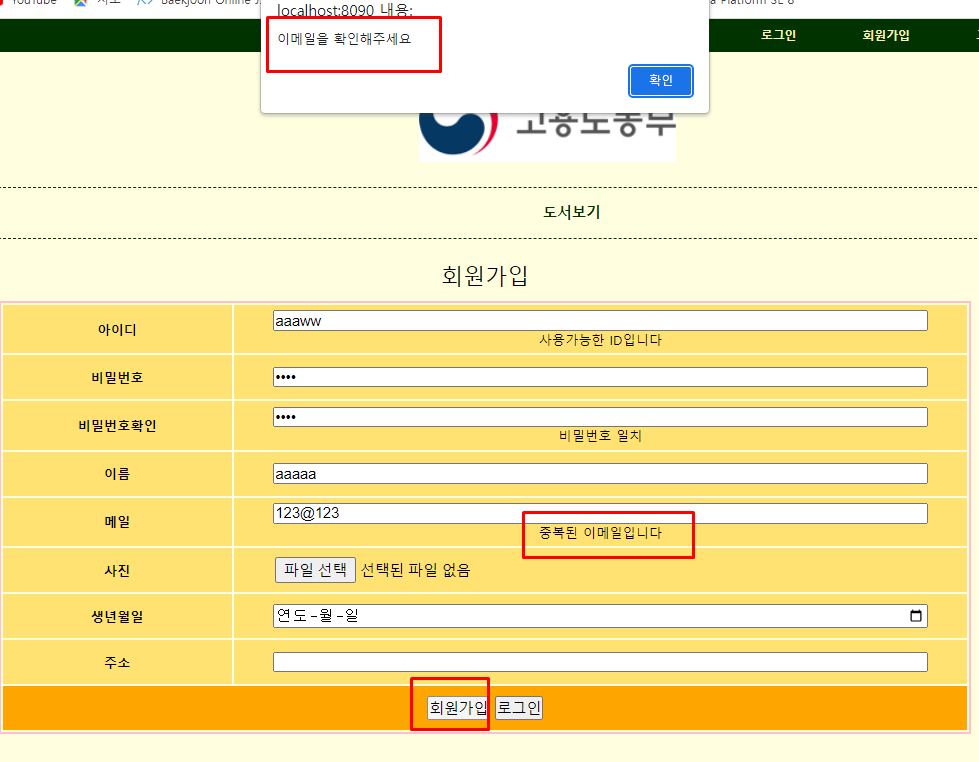 YouTube
지도
Baekjoon Online J
a Platform SE 8
localhost:8090 내용:
이메일을 확인해주세요
확인
로그인
회원가입
고용노동부
도서보기
회원가입
아이디
aaaww
사용가능한 ID입니다
비밀번호
••••
비밀번호확인
••••
비밀번호 일치
이름
aaaaa
메일
123@123
중복된 이메일입니다
사진
파일 선택 선택된 파일 없음
생년월일
연도-월-일
주소
회원가입 로그인